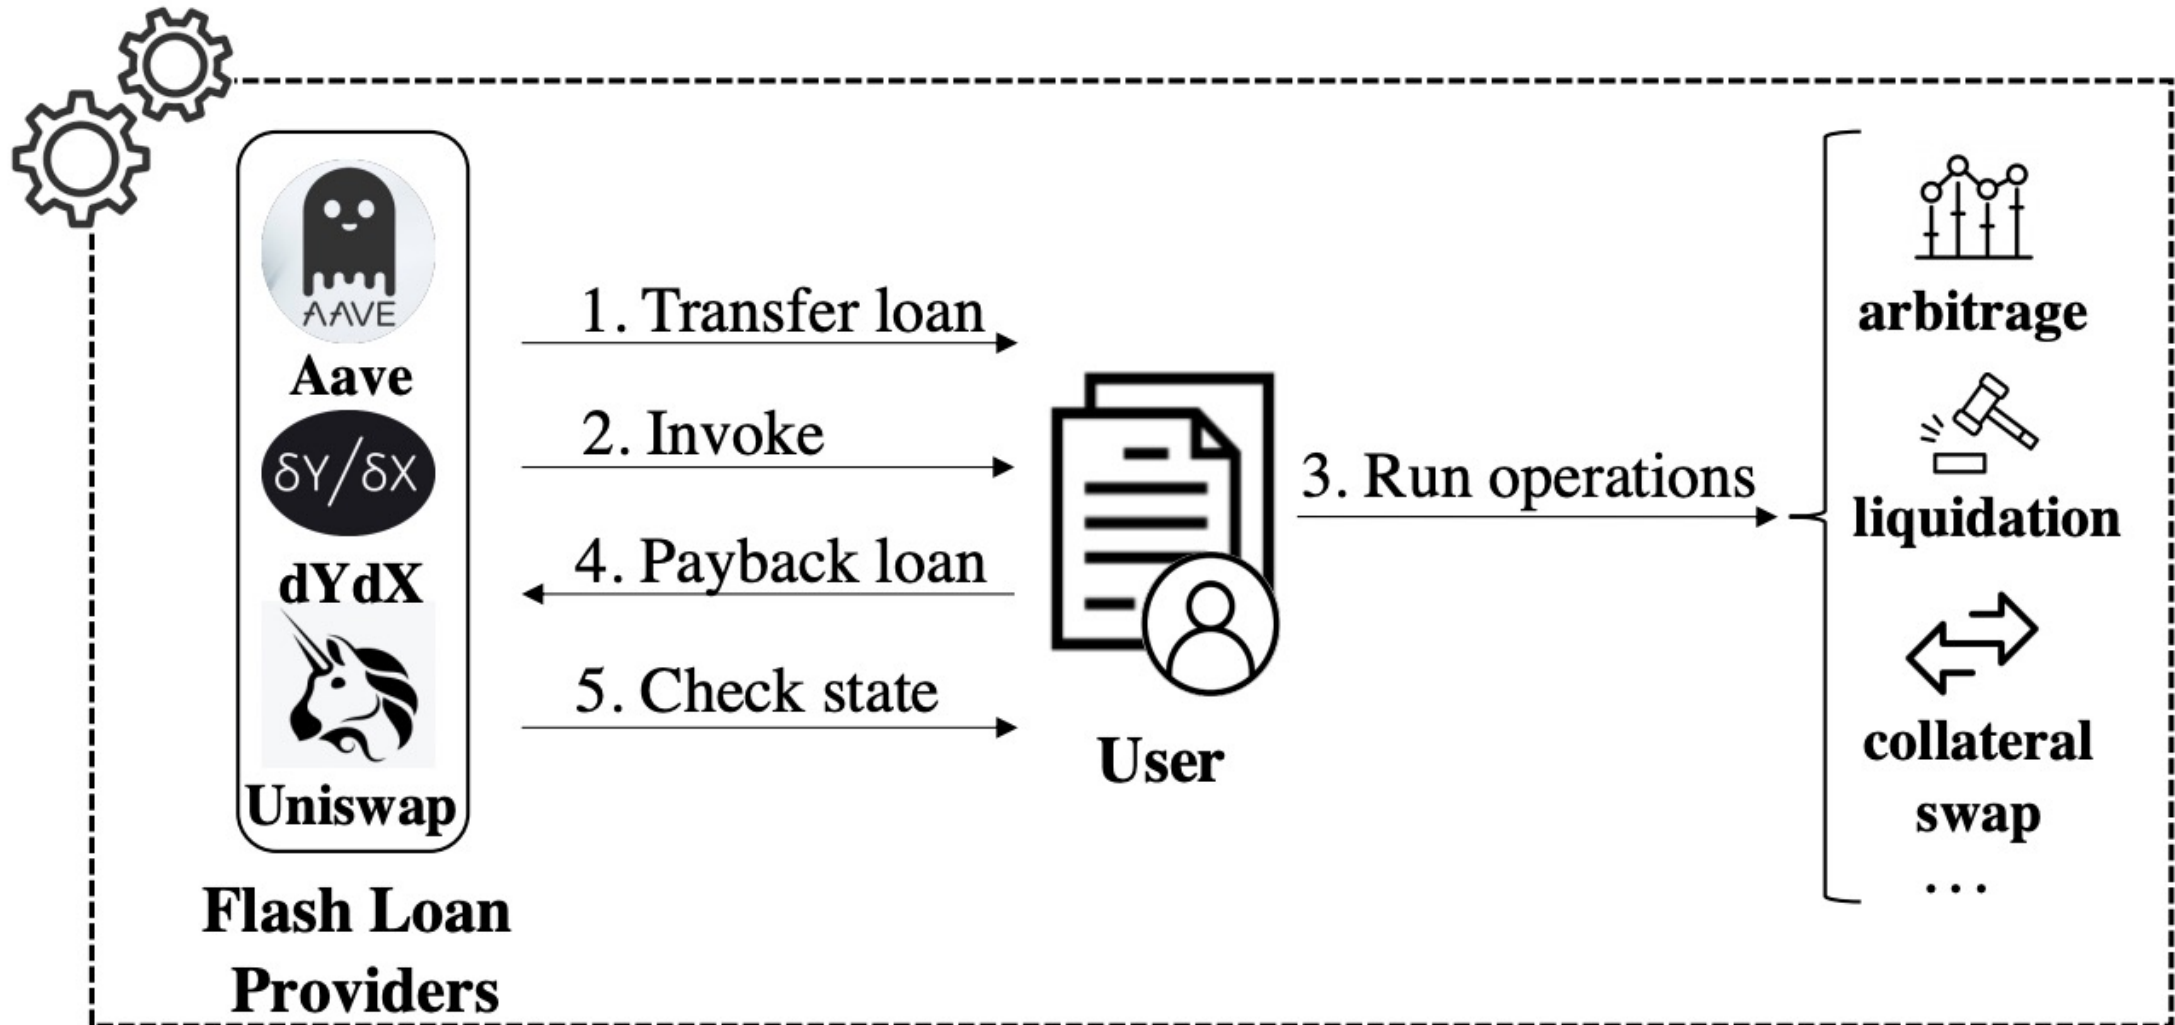 AAVE
Aave
δY/δX
dYdX
Uniswap
Flash Loan
Providers
1. Transfer loan
2. Invoke
4. Payback loan
5. Check state
User
3. Run operations
arbitrage
liquidation
collateral
swap
...